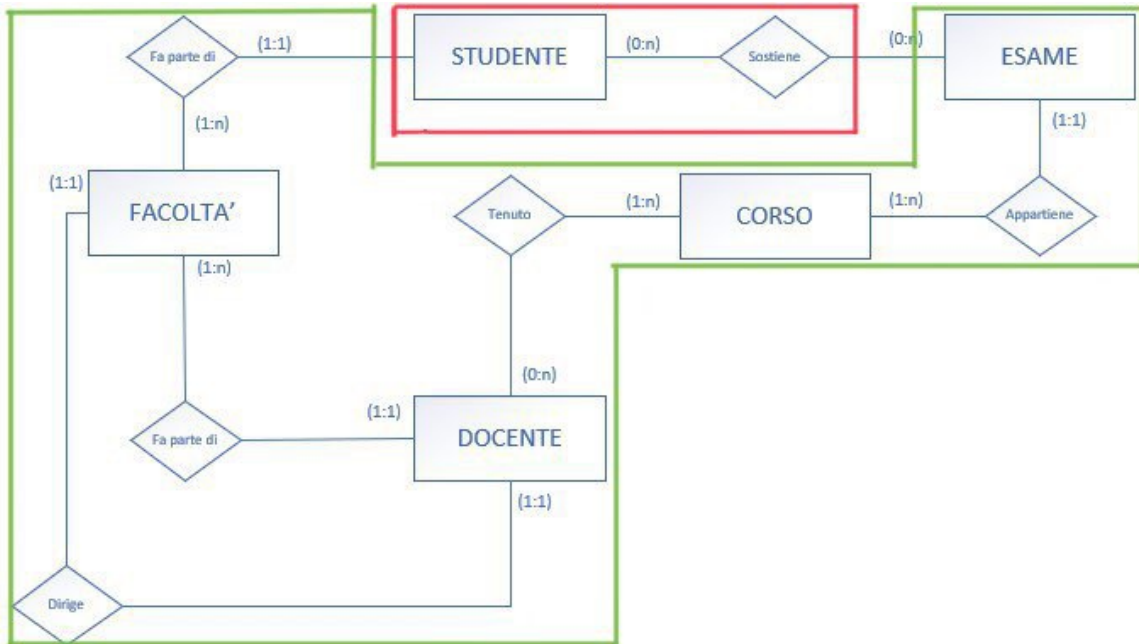 Fa parte di
(1:1)
STUDENTE
(0:n)
Sostiene
(0:n)
ESAME
(1:n)
(1:1)
(1:1)
FACOLTA’
Tenuto
(1:n)
CORSO
(1:n)
Appartiene
(1:n)
(0:n)
Fa parte di
(1:1)
DOCENTE
(1:1)
Dirige